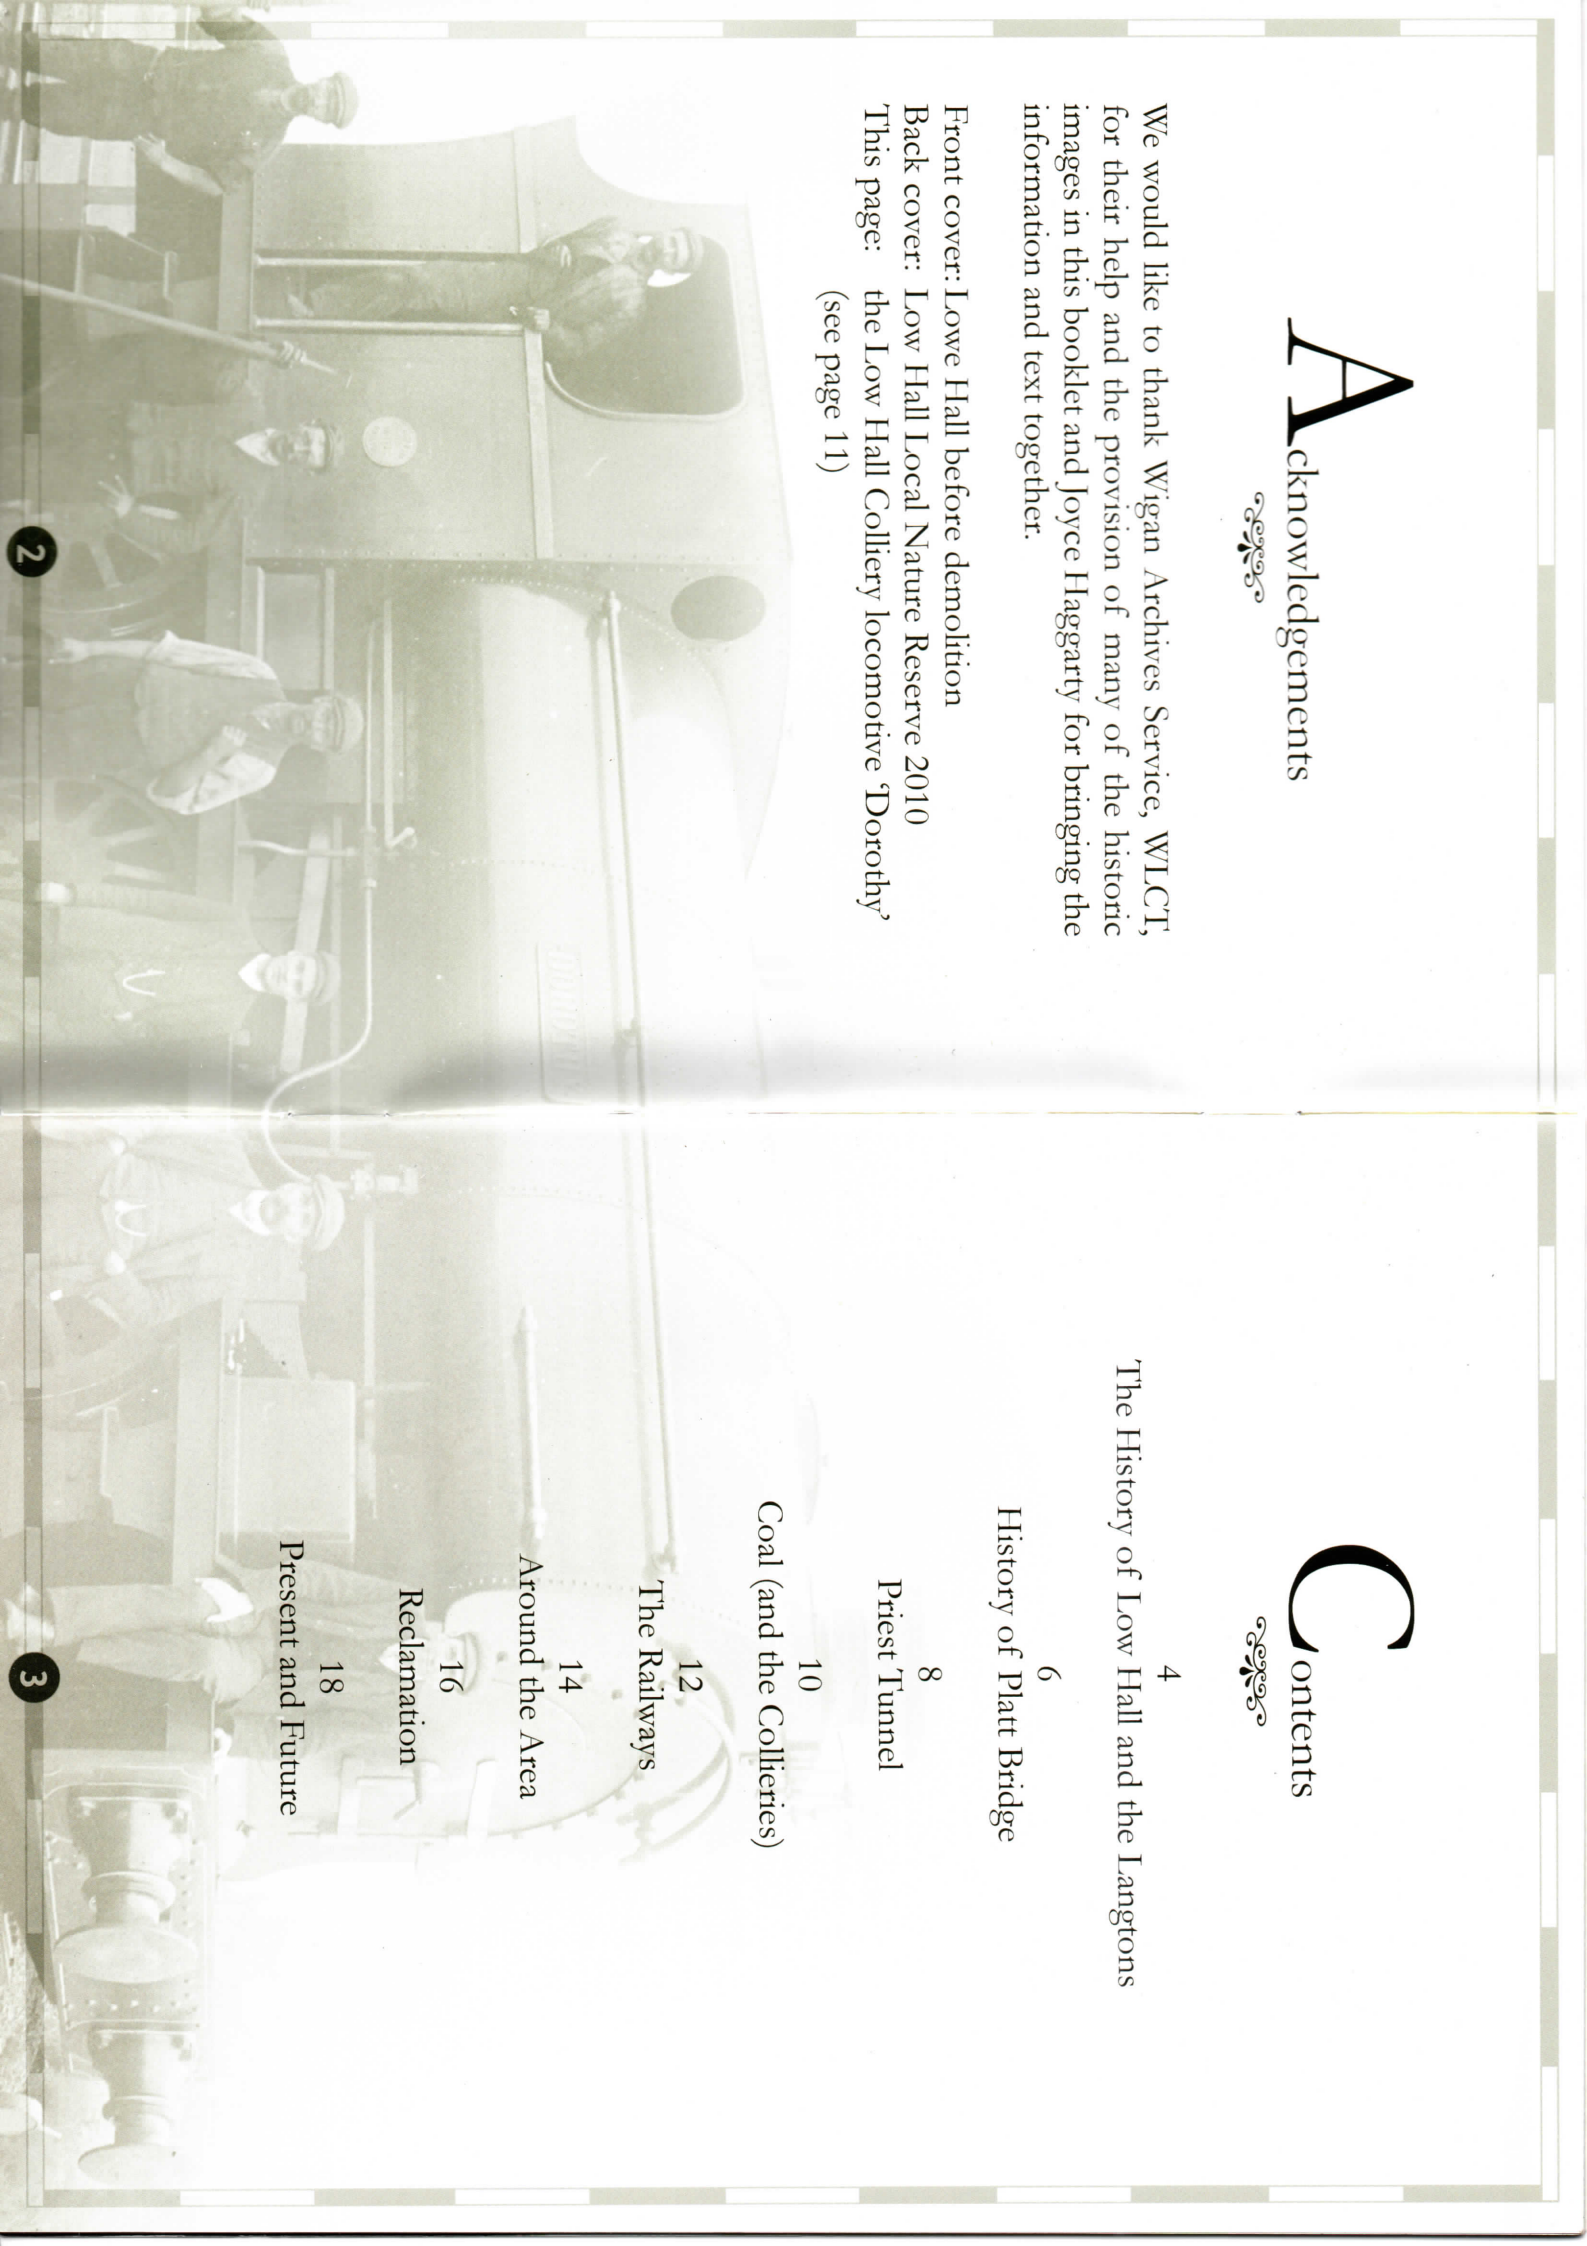 Acknowledgements
We would like to thank Wigan Archives Service, WLCT,
for their help and the provision of many of the historic
images in this booklet and Joyce Haggarty for bringing the
information and text together.
Front cover: Lowe Hall before demolition
Back cover: Low Hall Local Nature Reserve 2010
This page: the Low Hall Colliery locomotive ‘Dorothy’
(see page 11)
DOROTHY
2
Contents
4
The History of Low Hall and the Langtons
6
History of Platt Bridge
8
Priest Tunnel
10
Coal (and the Collieries)
12
The Railways
14
Around the Area
16
Reclamation
18
Present and Future
3